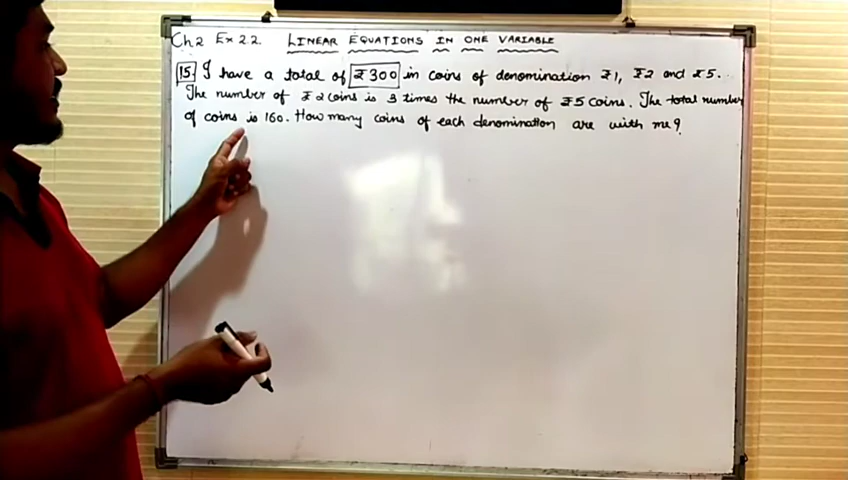 Ch 2 Ex 2.2. LINEAR EQUATIONS IN ONE VARIABLE
15. I have a total of ₹300 in coins of denomination ₹1, ₹2 and ₹5.
The number of ₹2 coins is 3 times the number of ₹5 coins. The total number
of coins is 160. How many coins of each denomination are with me?